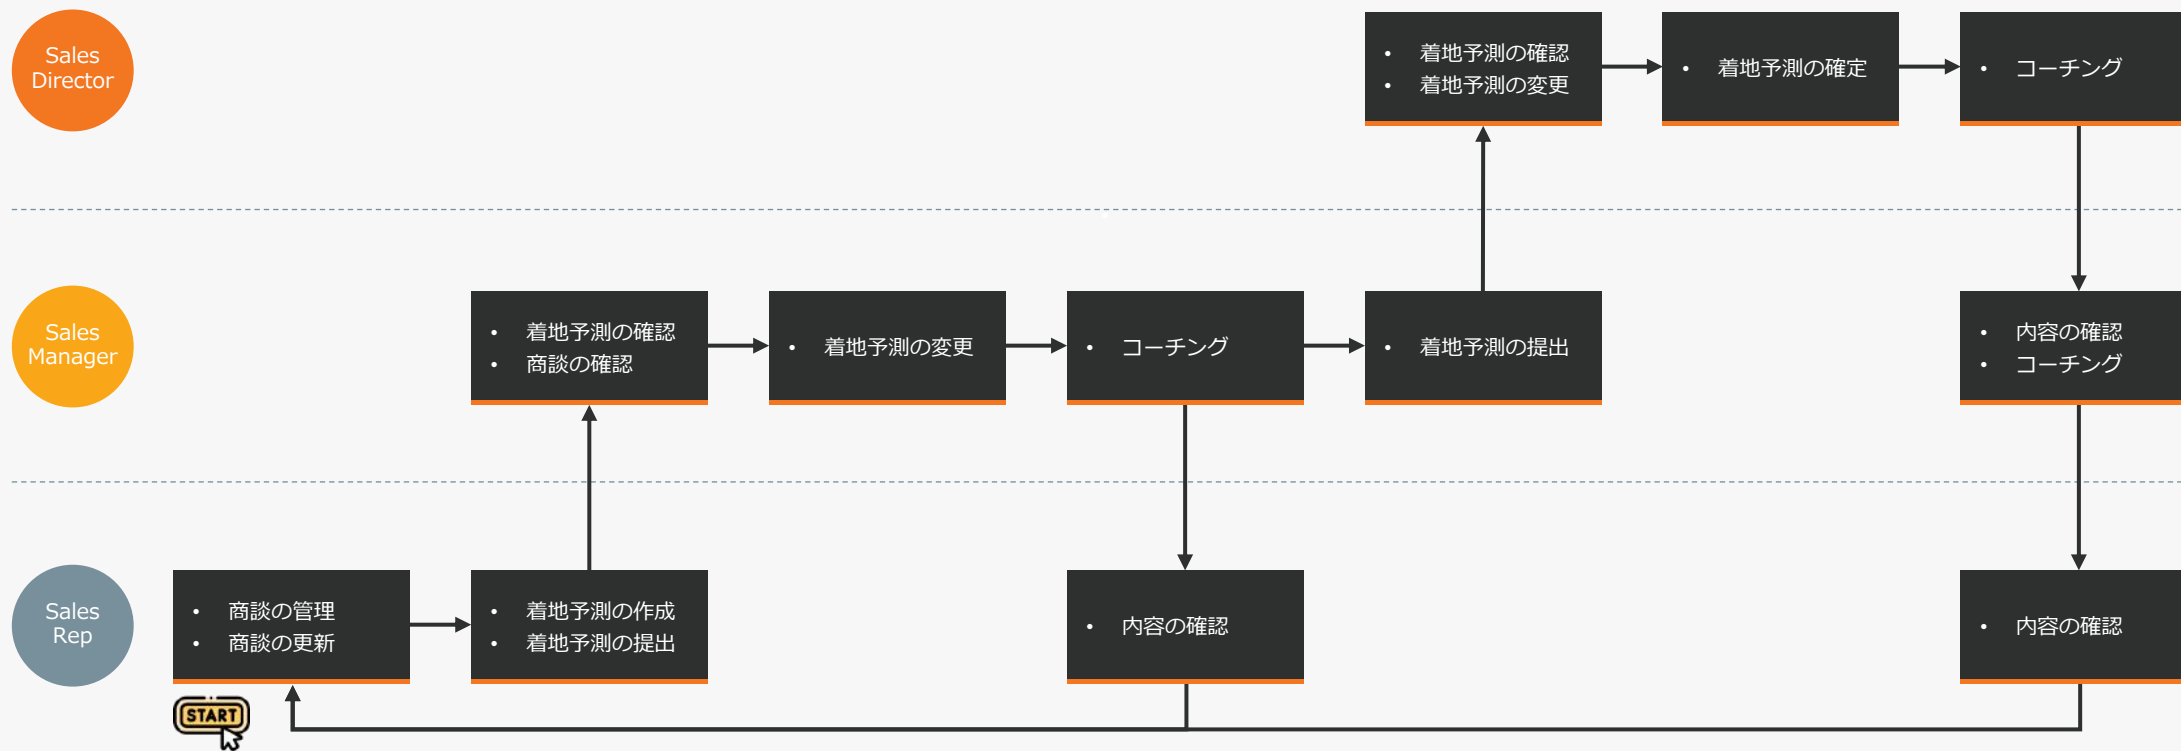 Sales
Director
• 着地予測の確認
• 着地予測の変更
• 着地予測の確定
• コーチング
Sales
Manager
• 着地予測の確認
• 商談の確認
• 着地予測の変更
• コーチング
• 着地予測の提出
• 内容の確認
• コーチング
Sales
Rep
• 商談の管理
• 商談の更新
• 着地予測の作成
• 着地予測の提出
• 内容の確認
• 内容の確認
START